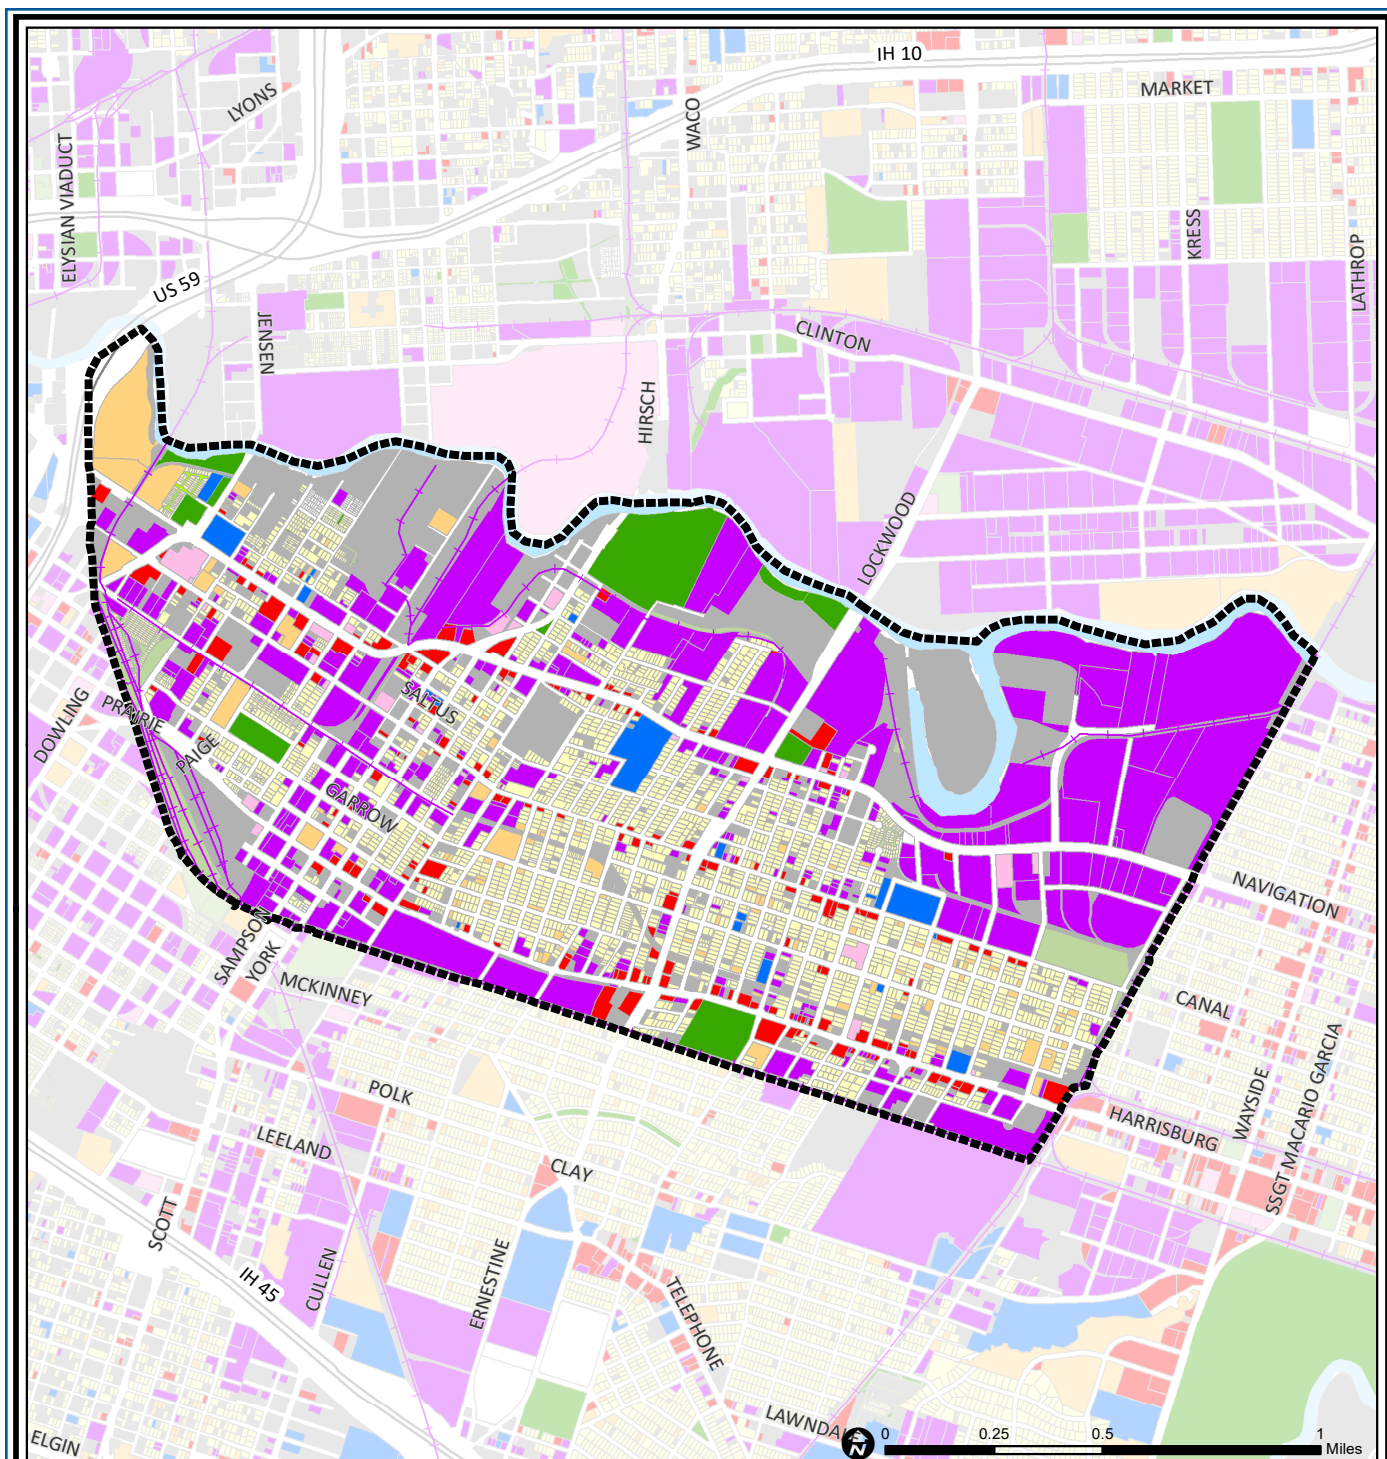 IH 10
MARKET
LYONS
WACO
ELYSIAN VIADUCT
KRESS
LATHROP
US 59
JENSEN
CLINTON
HIRSCH
LOCKWOOD
SALTUS
DOWLING
PRAIRIE
PAIGE
GARROW
NAVIGATION
SAMPSON
YORK
MCKINNEY
CANAL
WAYSIDE
SSGT MACARIO GARCIA
POLK
HARRISBURG
LEELAND
CLAY
SCOTT
IH 45
CULLEN
ERNESTINE
TELEPHONE
LAWNDALE
ELGIN
N
0 0.25 0.5 1
Miles